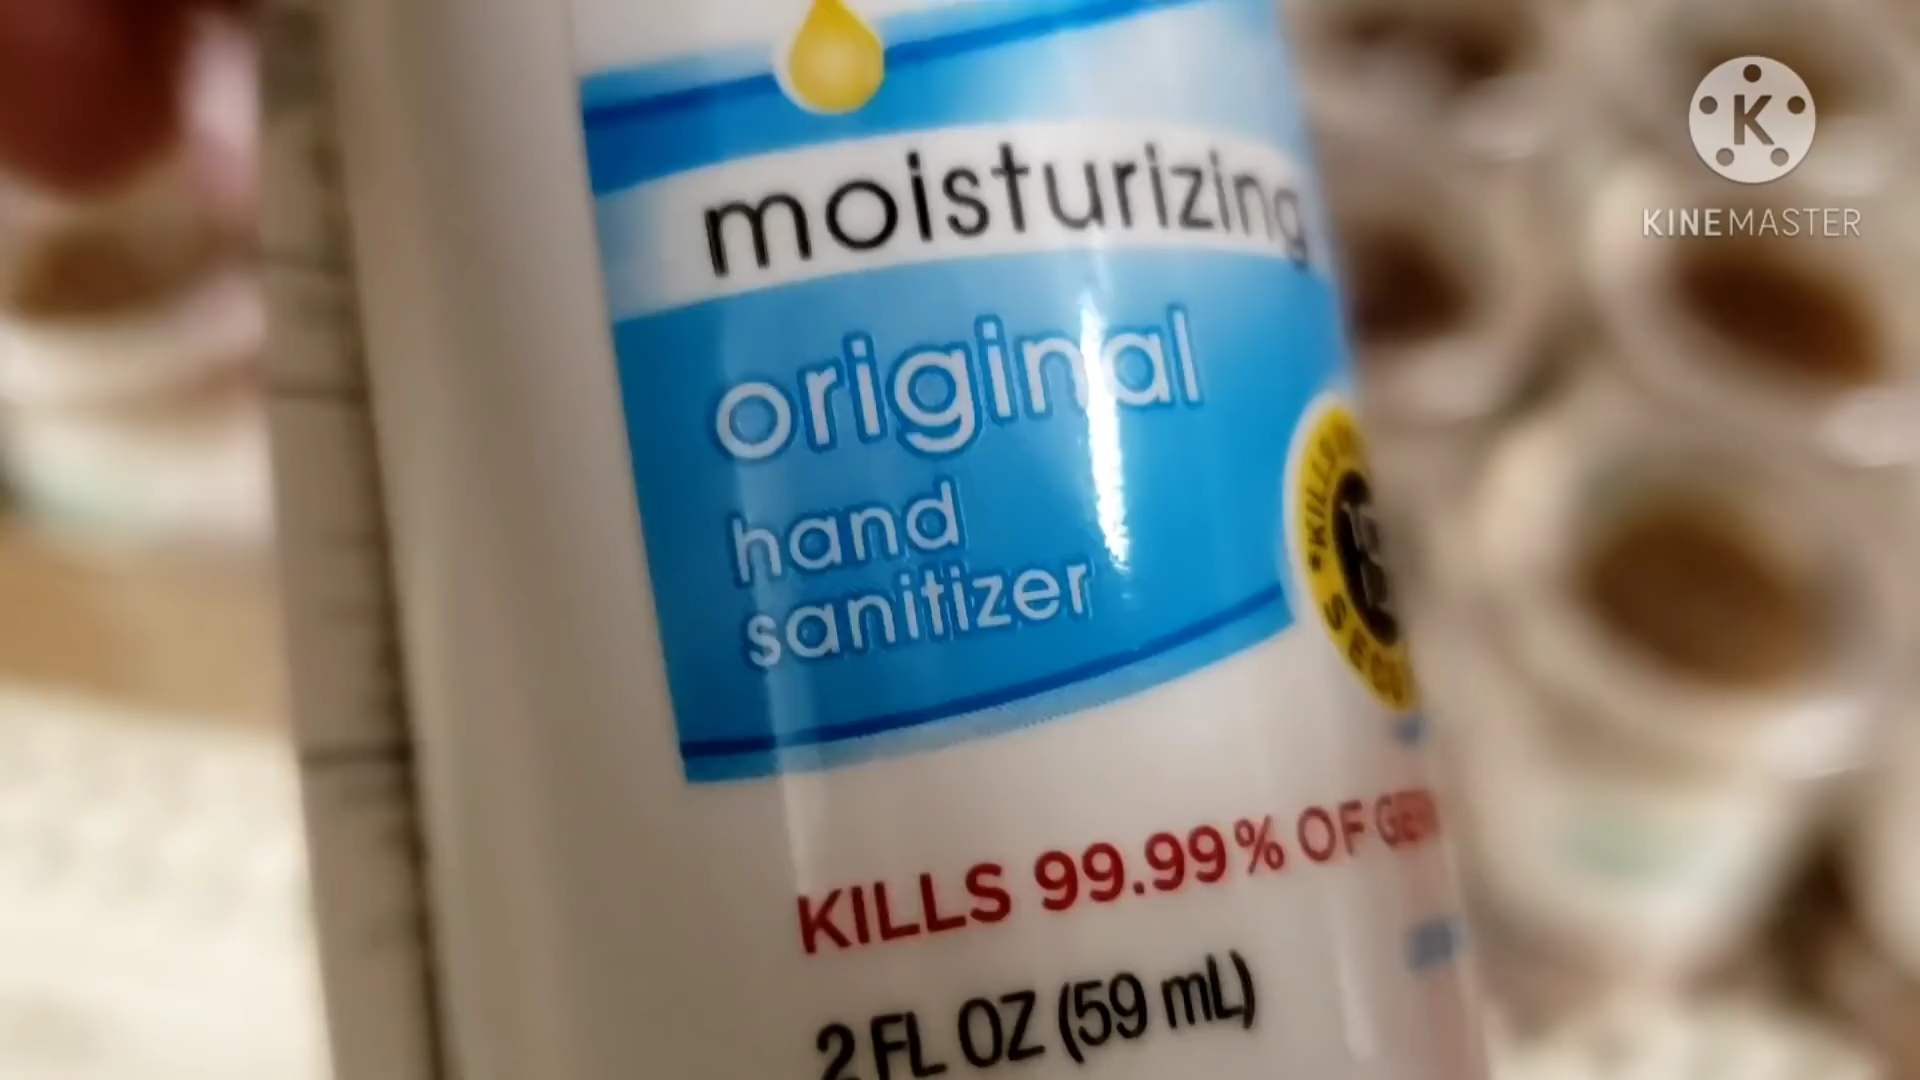 K
KINEMASTER
moisturizing
original
hand
sanitizer
KILLS 99.99% OF
2 FL OZ (59 mL)